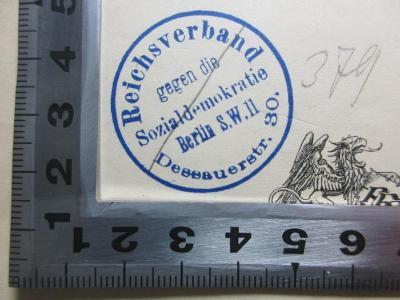 Reichsverband
gegen die
Sozialdemokratie
Berlin S.W.11
Dessauerstr. 30.
379
5
4
3
2
1
1
2
3
4
5